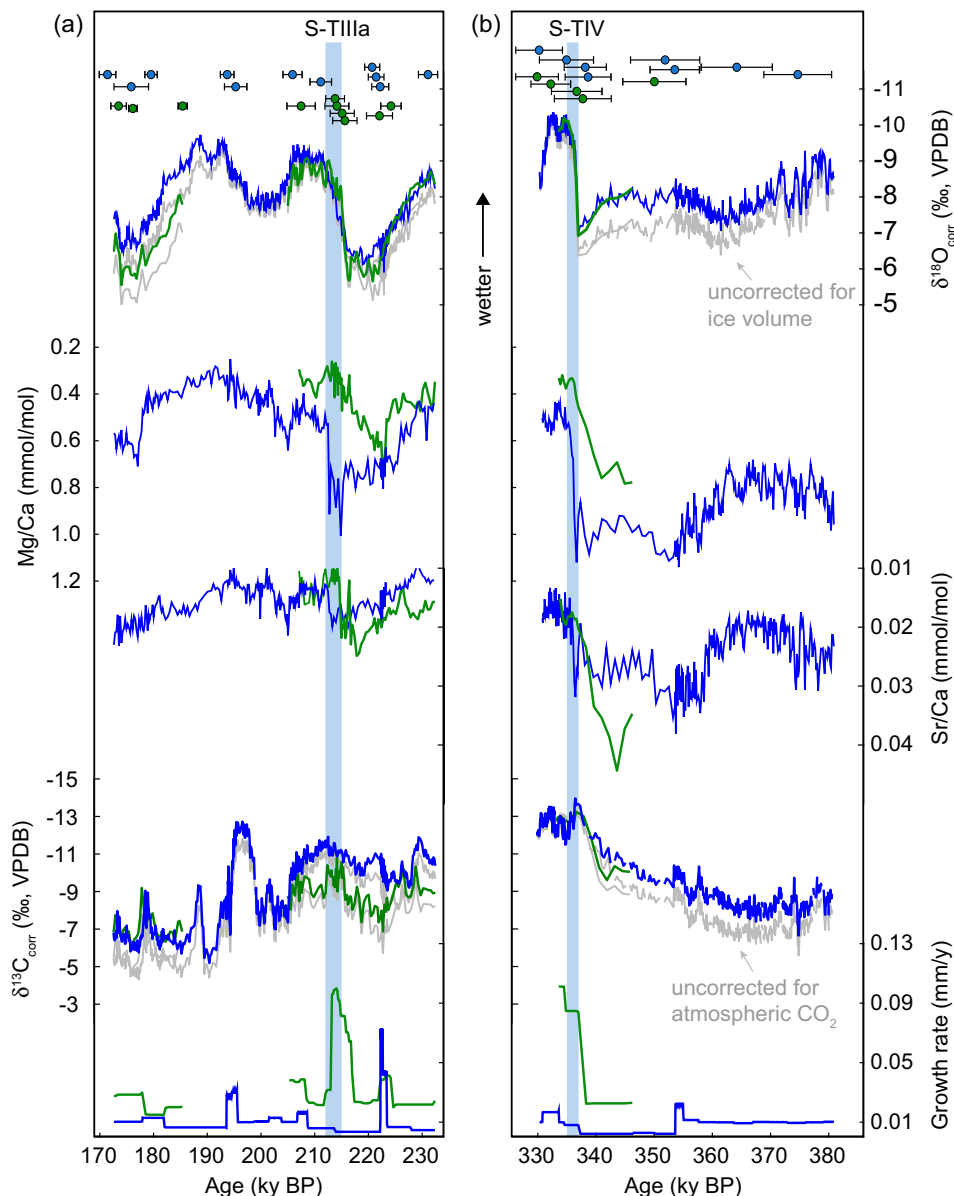 (a)
S-TIIIa
(b)
S-TIV
-11
-10
-9
-8
-7
-6
-5
δ¹⁸O_corr (‰, VPDB)
wetter
uncorrected for
ice volume
0.2
0.4
0.6
0.8
1.0
1.2
Mg/Ca (mmol/mol)
0.01
0.02
0.03
0.04
Sr/Ca (mmol/mol)
-15
-13
-11
-9
-7
-5
-3
δ¹³C_corr (‰, VPDB)
uncorrected for
atmospheric CO₂
0.13
0.09
0.05
0.01
Growth rate (mm/y)
170 180 190 200 210 220 230
Age (ky BP)
330 340 350 360 370 380
Age (ky BP)